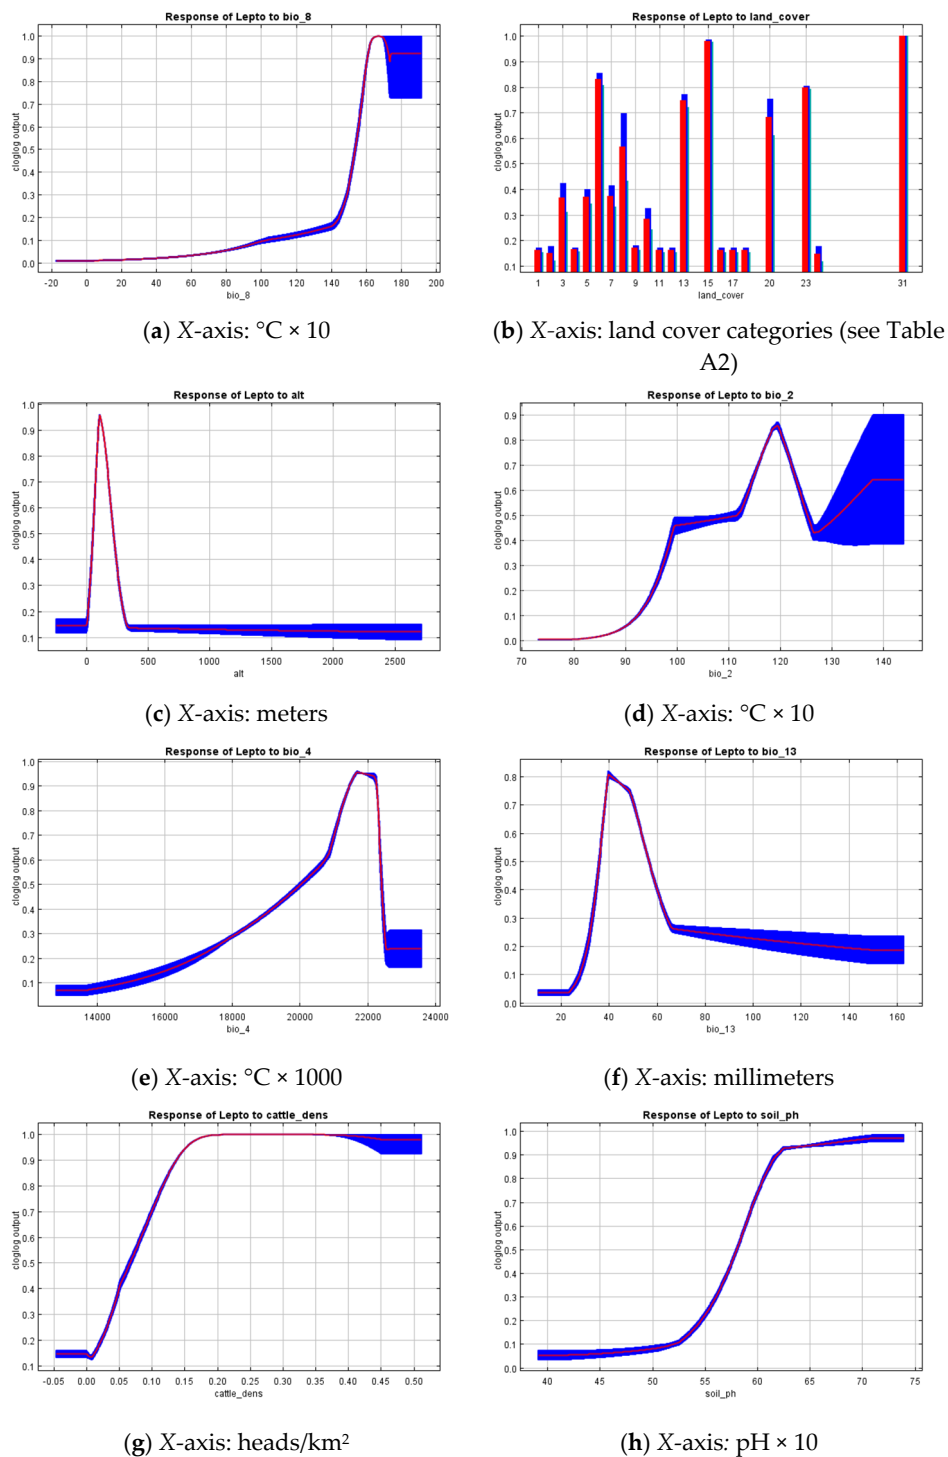 Response of Lepto to bio_8
cloglog output
1.0
0.9
0.8
0.7
0.6
0.5
0.4
0.3
0.2
0.1
0.0
-20 0 20 40 60 80 100 120 140 160 180 200
bio_8
(a) X-axis: °C × 10
Response of Lepto to land_cover
cloglog output
1.0
0.9
0.8
0.7
0.6
0.5
0.4
0.3
0.2
0.1
1 3 5 7 9 11 13 15 17 20 23 31
land_cover
(b) X-axis: land cover categories (see Table
A2)
Response of Lepto to alt
cloglog output
1.0
0.9
0.8
0.7
0.6
0.5
0.4
0.3
0.2
0.1
0 500 1000 1500 2000 2500
alt
(c) X-axis: meters
Response of Lepto to bio_2
cloglog output
0.9
0.8
0.7
0.6
0.5
0.4
0.3
0.2
0.1
0.0
70 80 90 100 110 120 130 140
bio_2
(d) X-axis: °C × 10
Response of Lepto to bio_4
cloglog output
1.0
0.9
0.8
0.7
0.6
0.5
0.4
0.3
0.2
0.1
14000 16000 18000 20000 22000 24000
bio_4
(e) X-axis: °C × 1000
Response of Lepto to bio_13
cloglog output
0.8
0.7
0.6
0.5
0.4
0.3
0.2
0.1
0.0
20 40 60 80 100 120 140 160
bio_13
(f) X-axis: millimeters
Response of Lepto to cattle_dens
cloglog output
1.0
0.9
0.8
0.7
0.6
0.5
0.4
0.3
0.2
0.1
-0.05 0.00 0.05 0.10 0.15 0.20 0.25 0.30 0.35 0.40 0.45 0.50
cattle_dens
(g) X-axis: heads/km²
Response of Lepto to soil_ph
cloglog output
1.0
0.9
0.8
0.7
0.6
0.5
0.4
0.3
0.2
0.1
0.0
40 45 50 55 60 65 70 75
soil_ph
(h) X-axis: pH × 10